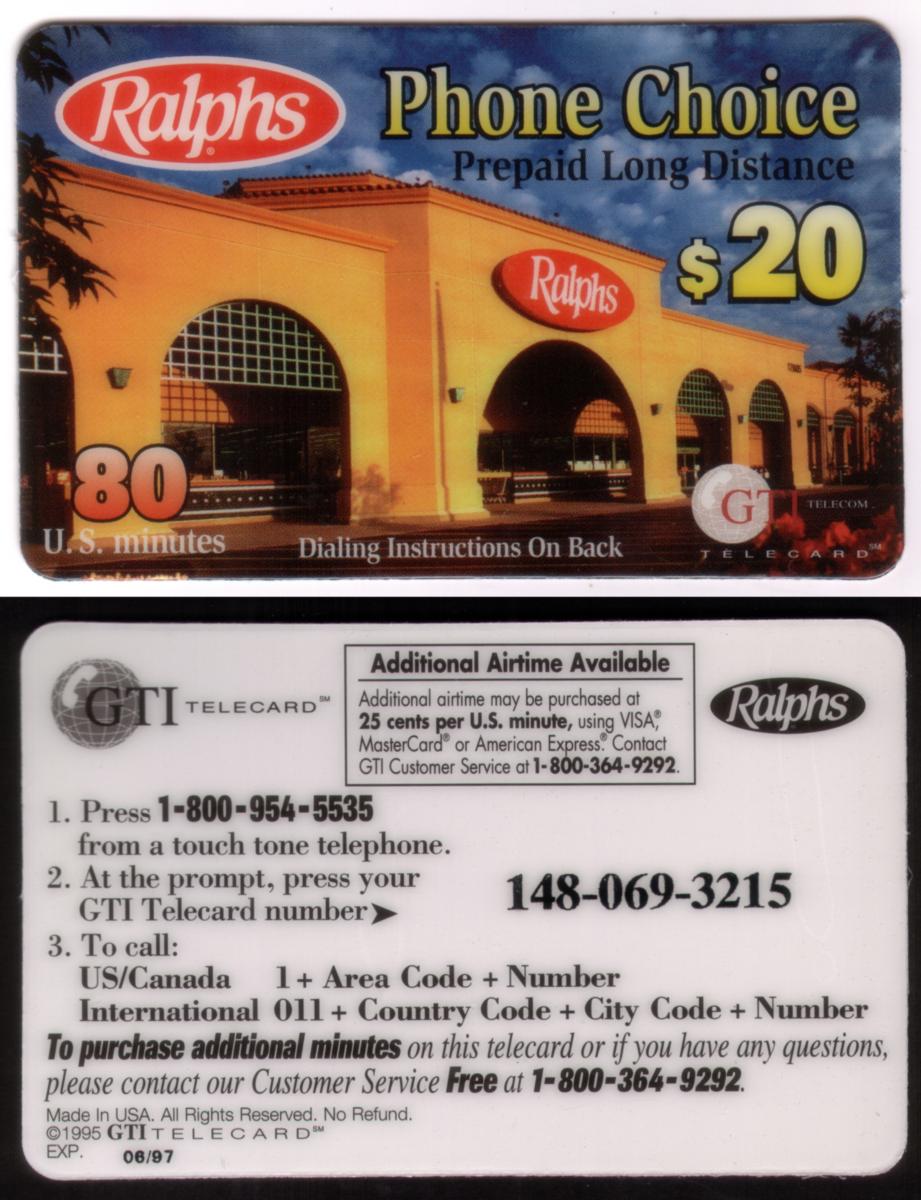 Ralphs®
Phone Choice
Prepaid Long Distance
$20
Ralphs
80
U.S. minutes
Dialing Instructions On Back
GTI TELECOM
TELECARD℠
GTI TELECARD℠
Additional Airtime Available
Additional airtime may be purchased at
25 cents per U.S. minute, using VISA®,
MasterCard® or American Express®. Contact
GTI Customer Service at 1-800-364-9292.
Ralphs
1. Press 1-800-954-5535
from a touch tone telephone.
2. At the prompt, press your
GTI Telecard number➤
148-069-3215
3. To call:
US/Canada 1+ Area Code + Number
International 011 + Country Code + City Code + Number
To purchase additional minutes on this telecard or if you have any questions,
please contact our Customer Service Free at 1-800-364-9292.
Made In USA. All Rights Reserved. No Refund.
©1995 GTI TELECARD℠
EXP. 06/97